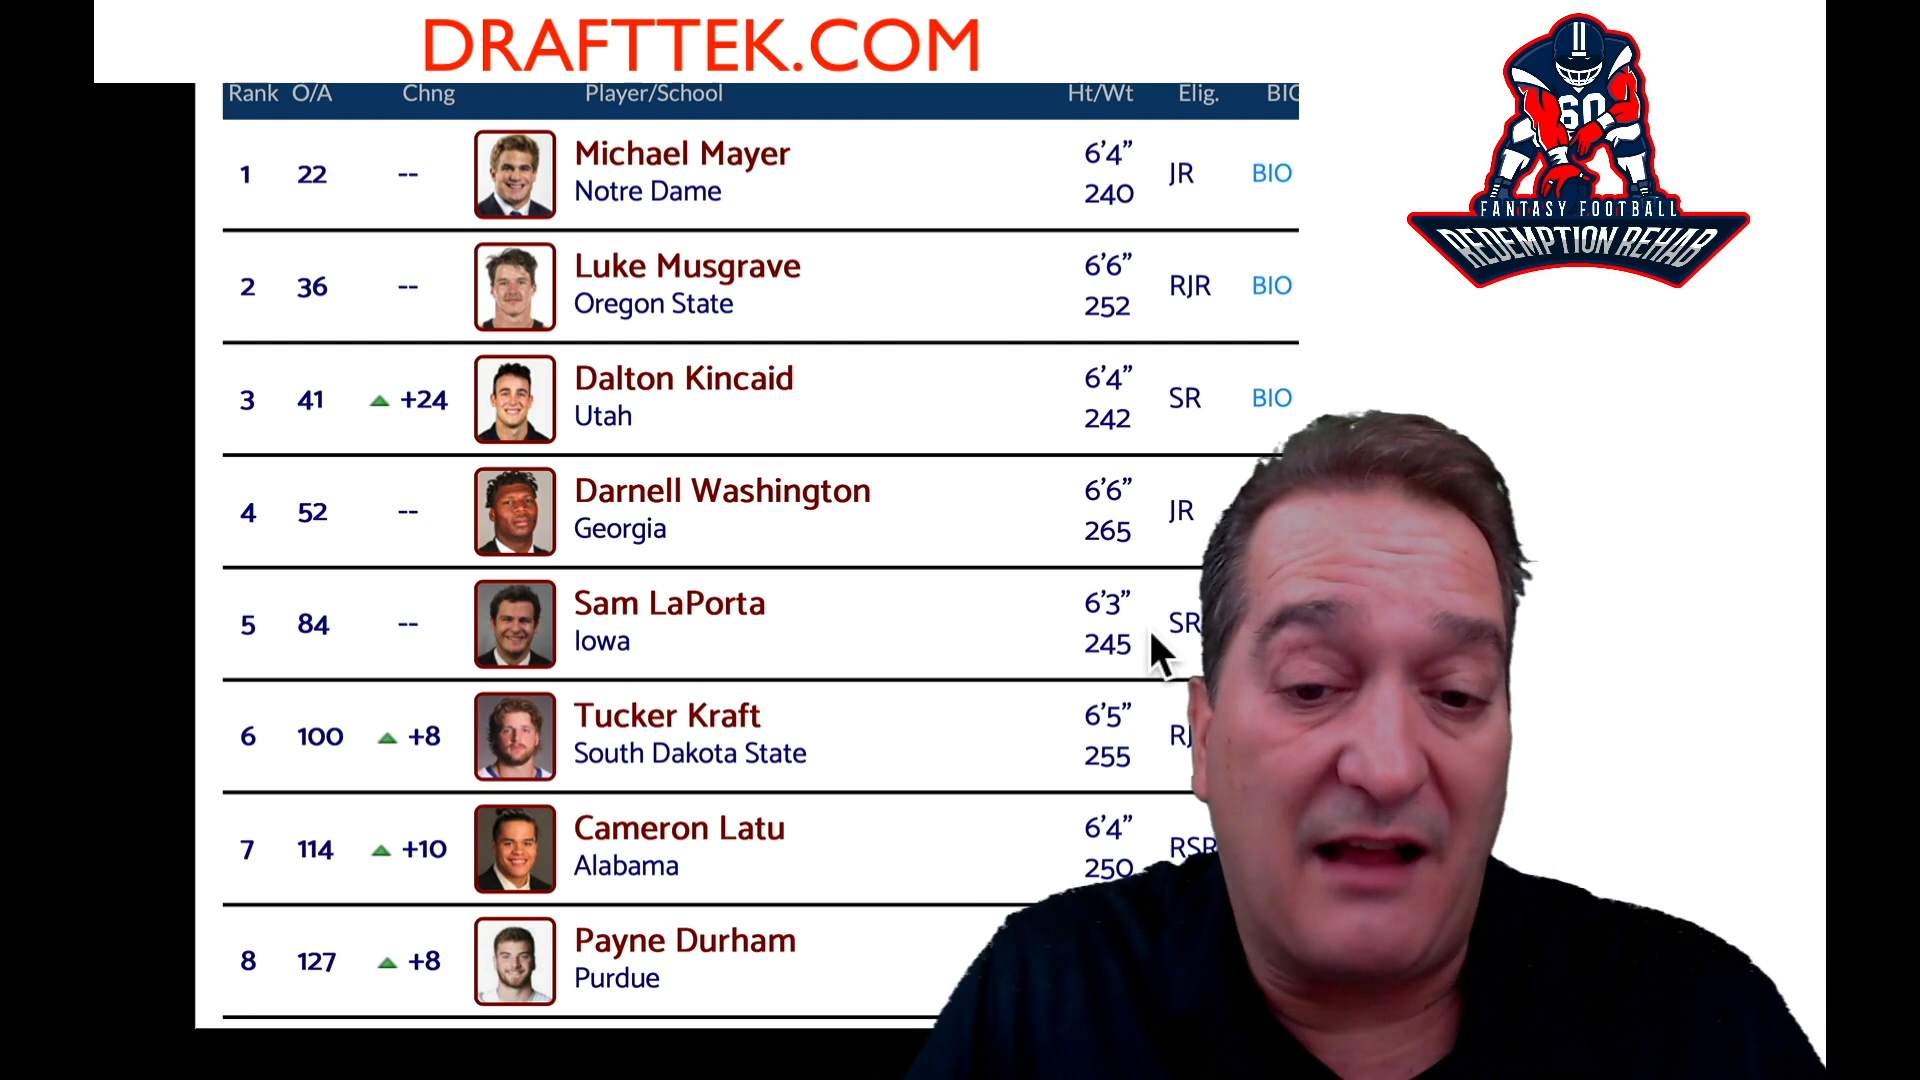 DRAFTTEK.COM
Rank O/A Chng Player/School Ht/Wt Elig.
1 22 -- Michael Mayer Notre Dame 6'4" 240 JR BIO
2 36 -- Luke Musgrave Oregon State 6'6" 252 RJR BIO
3 41 +24 Dalton Kincaid Utah 6'4" 242 SR BIO
4 52 -- Darnell Washington Georgia 6'6" 265 JR
5 84 -- Sam LaPorta Iowa 6'3" 245 SR
6 100 +8 Tucker Kraft South Dakota State 6'5" 255
7 114 +10 Cameron Latu Alabama 6'4" 250 RSR
8 127 +8 Payne Durham Purdue
60
FANTASY FOOTBALL
REDEMPTION REHAB